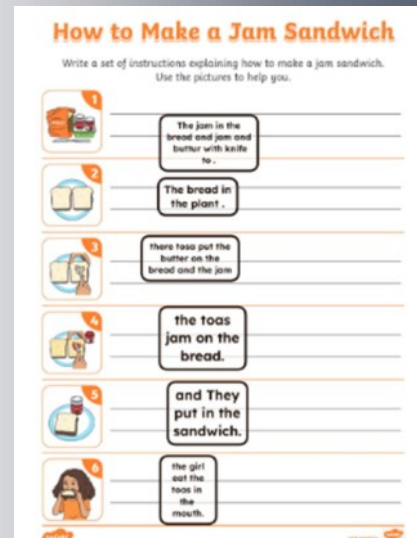 How to Make a Jam Sandwich
Write a set of instructions explaining how to make a jam sandwich.
Use the pictures to help you.
1
The jam in the
bread and jam and
buttur with knife
to .
2
The bread in
the plant .
3
there tosa put the
butter on the
bread and the jam
4
the toas
jam on the
bread.
5
and They
put in the
sandwich.
6
the girl
eat the
toas in
the
mouth.